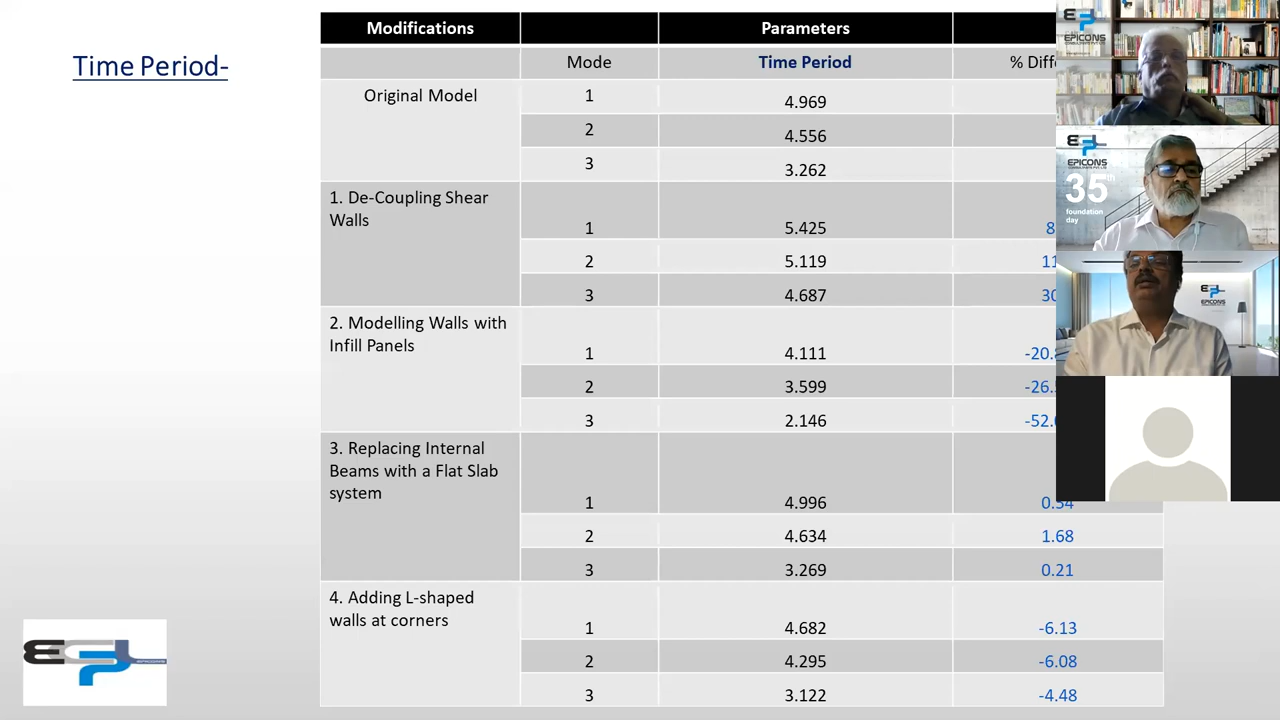 Time Period-
Modifications Parameters
Mode Time Period
Original Model 1 4.969
2 4.556
3 3.262
1. De-Coupling Shear
Walls
1 5.425
2 5.119
3 4.687
2. Modelling Walls with
Infill Panels
1 4.111
2 3.599
3 2.146
3. Replacing Internal
Beams with a Flat Slab
system
1 4.996
2 4.634 1.68
3 3.269 0.21
4. Adding L-shaped
walls at corners
1 4.682 -6.13
2 4.295 -6.08
3 3.122 -4.48
EPICONS
EPICONS
35th
foundation
day
EPICONS